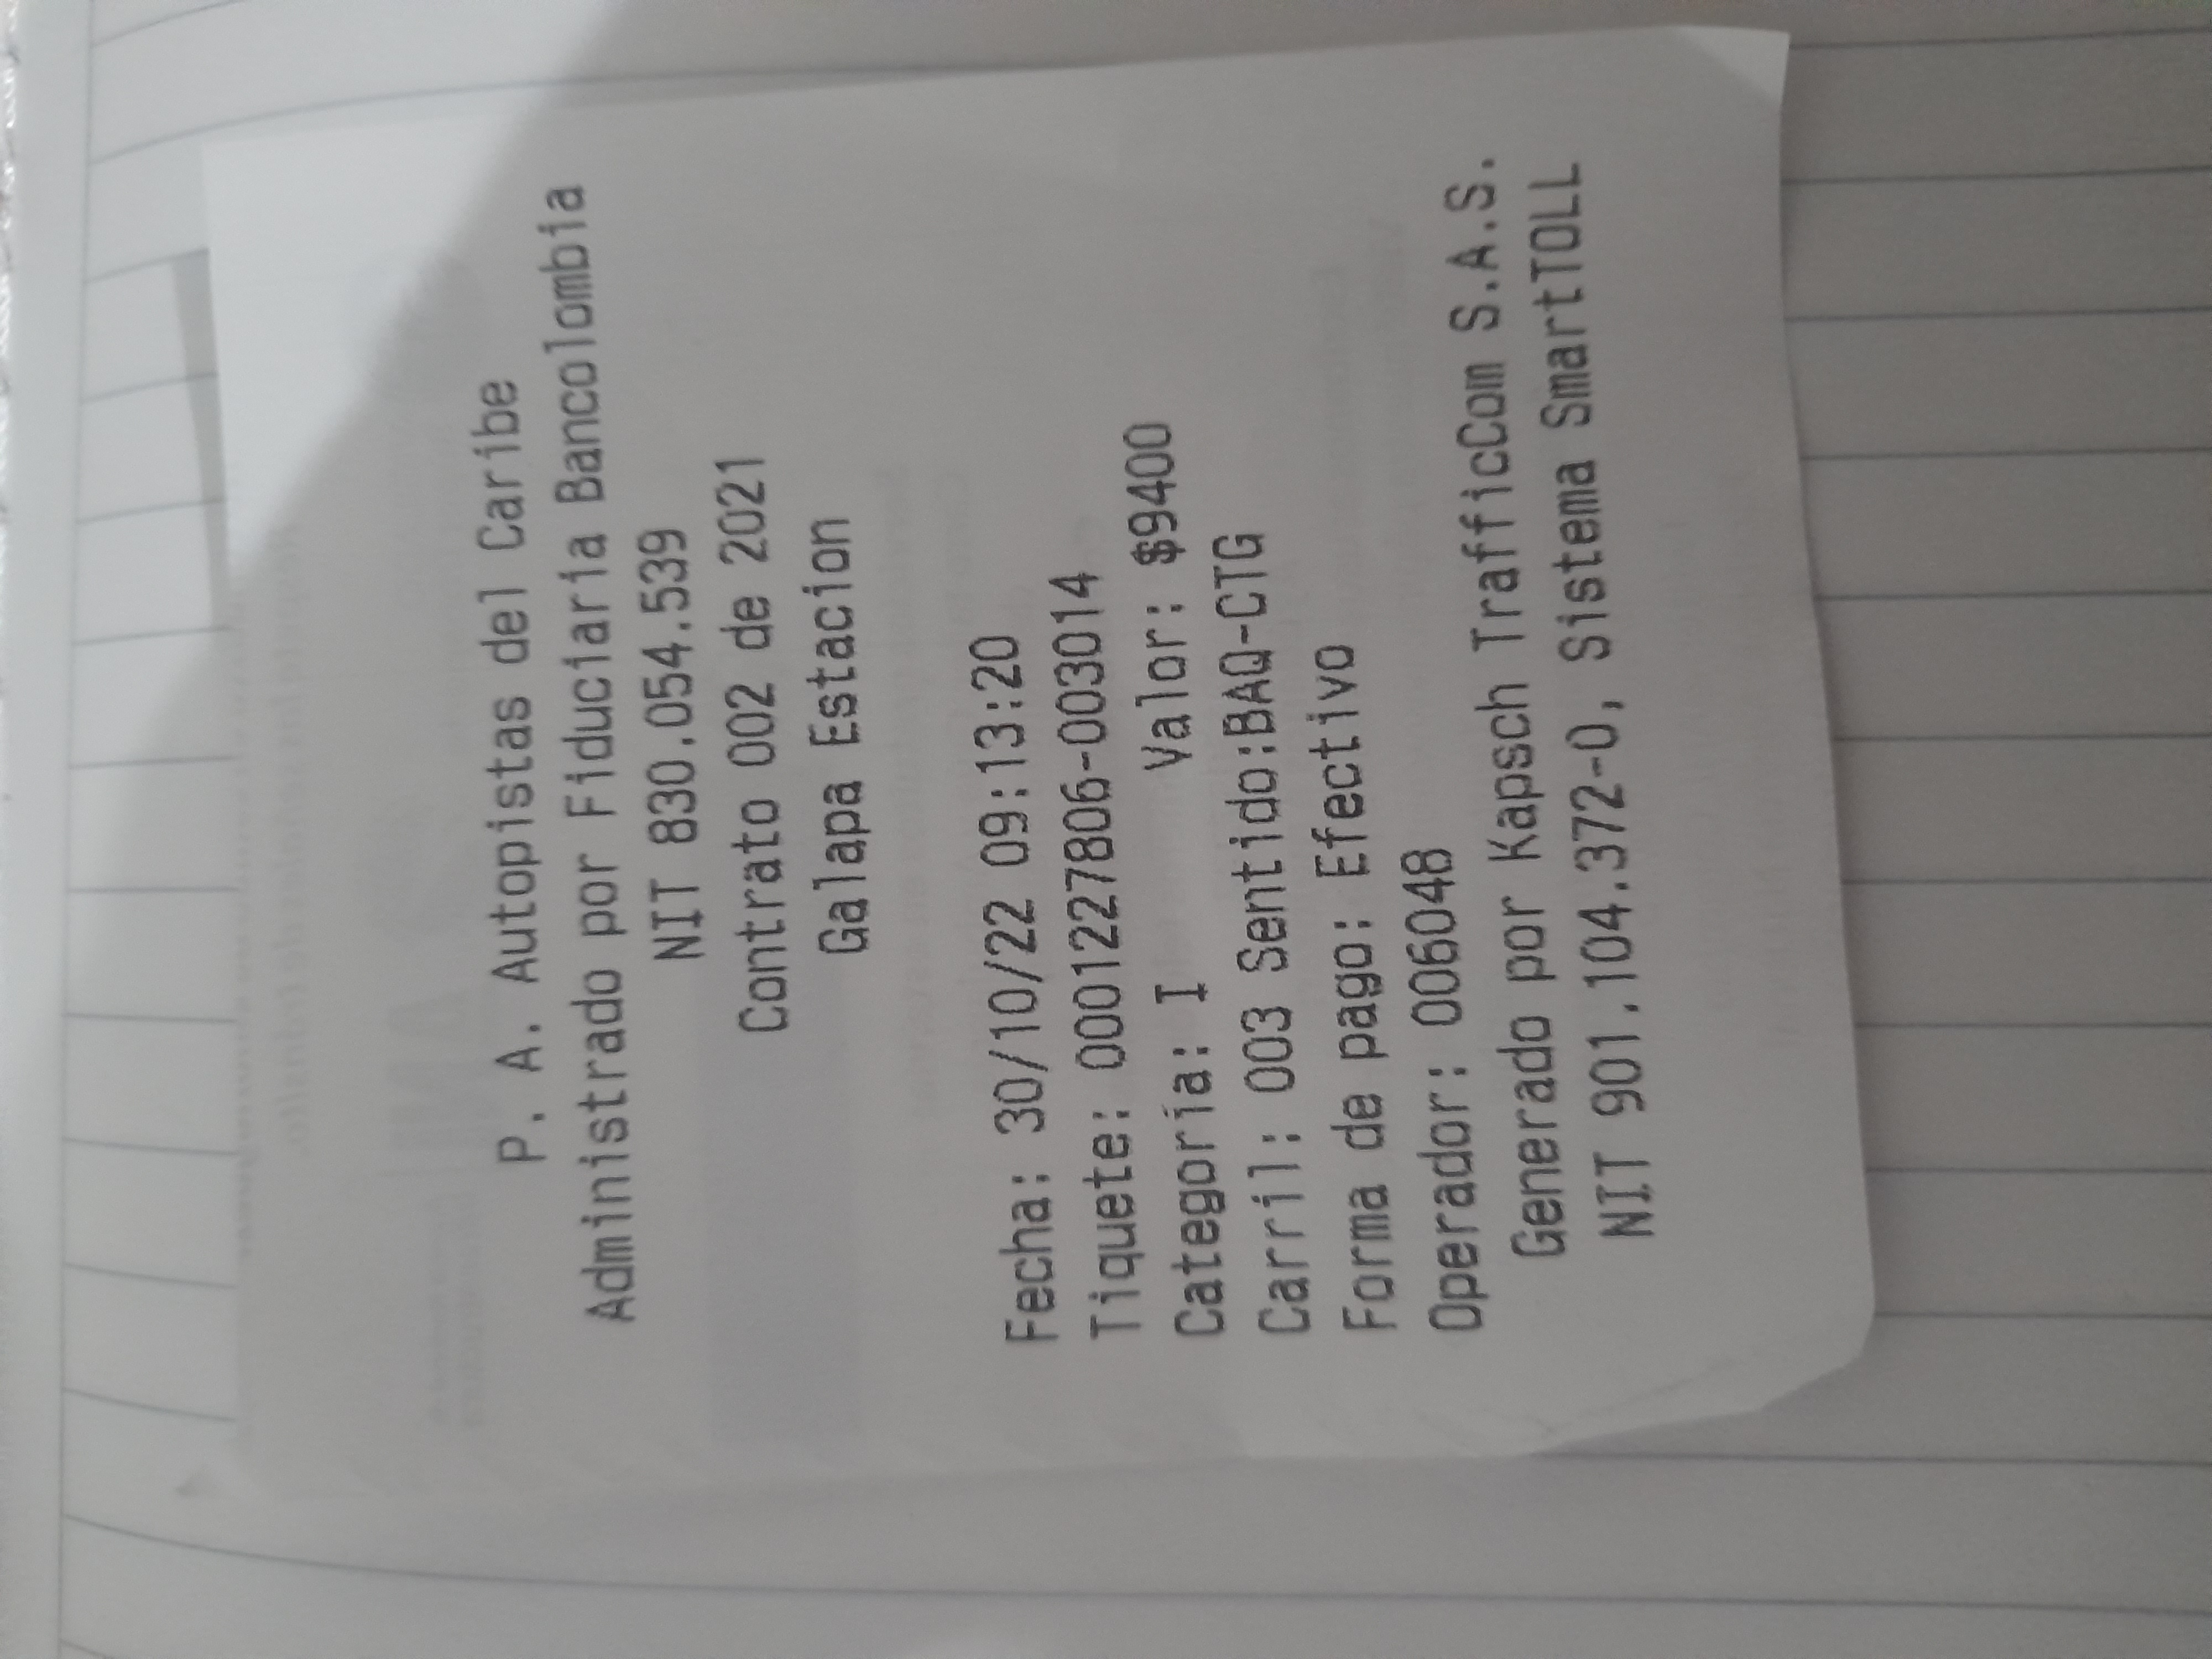 P. A. Autopistas del Caribe
Administrado por Fiduciaria Bancolombia
NIT 830.054.539
Contrato 002 de 2021
Galapa Estacion
Fecha: 30/10/22 09:13:20
Tiquete: 0001227806-003014
Categoría: I Valor: $9400
Carril: 003 Sentido:BAQ-CTG
Forma de pago: Efectivo
Operador: 006048
Generado por Kapsch TrafficCom S.A.S.
NIT 901.104.372-0, Sistema SmartTOLL